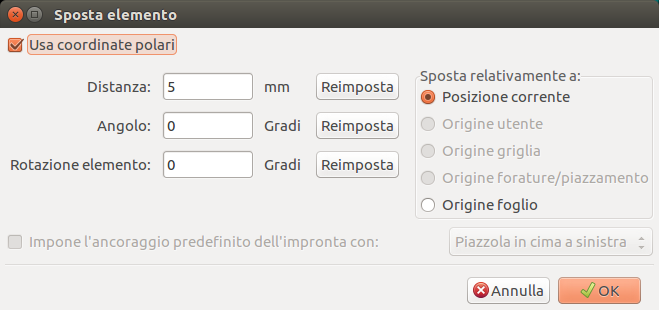 Sposta elemento
Usa coordinate polari
Distanza: 5 mm Reimposta
Angolo: 0 Gradi Reimposta
Rotazione elemento: 0 Gradi Reimposta
Sposta relativamente a:
Posizione corrente
Origine utente
Origine griglia
Origine forature/piazzamento
Origine foglio
Impone l'ancoraggio predefinito dell'impronta con: Piazzola in cima a sinistra
Annulla OK